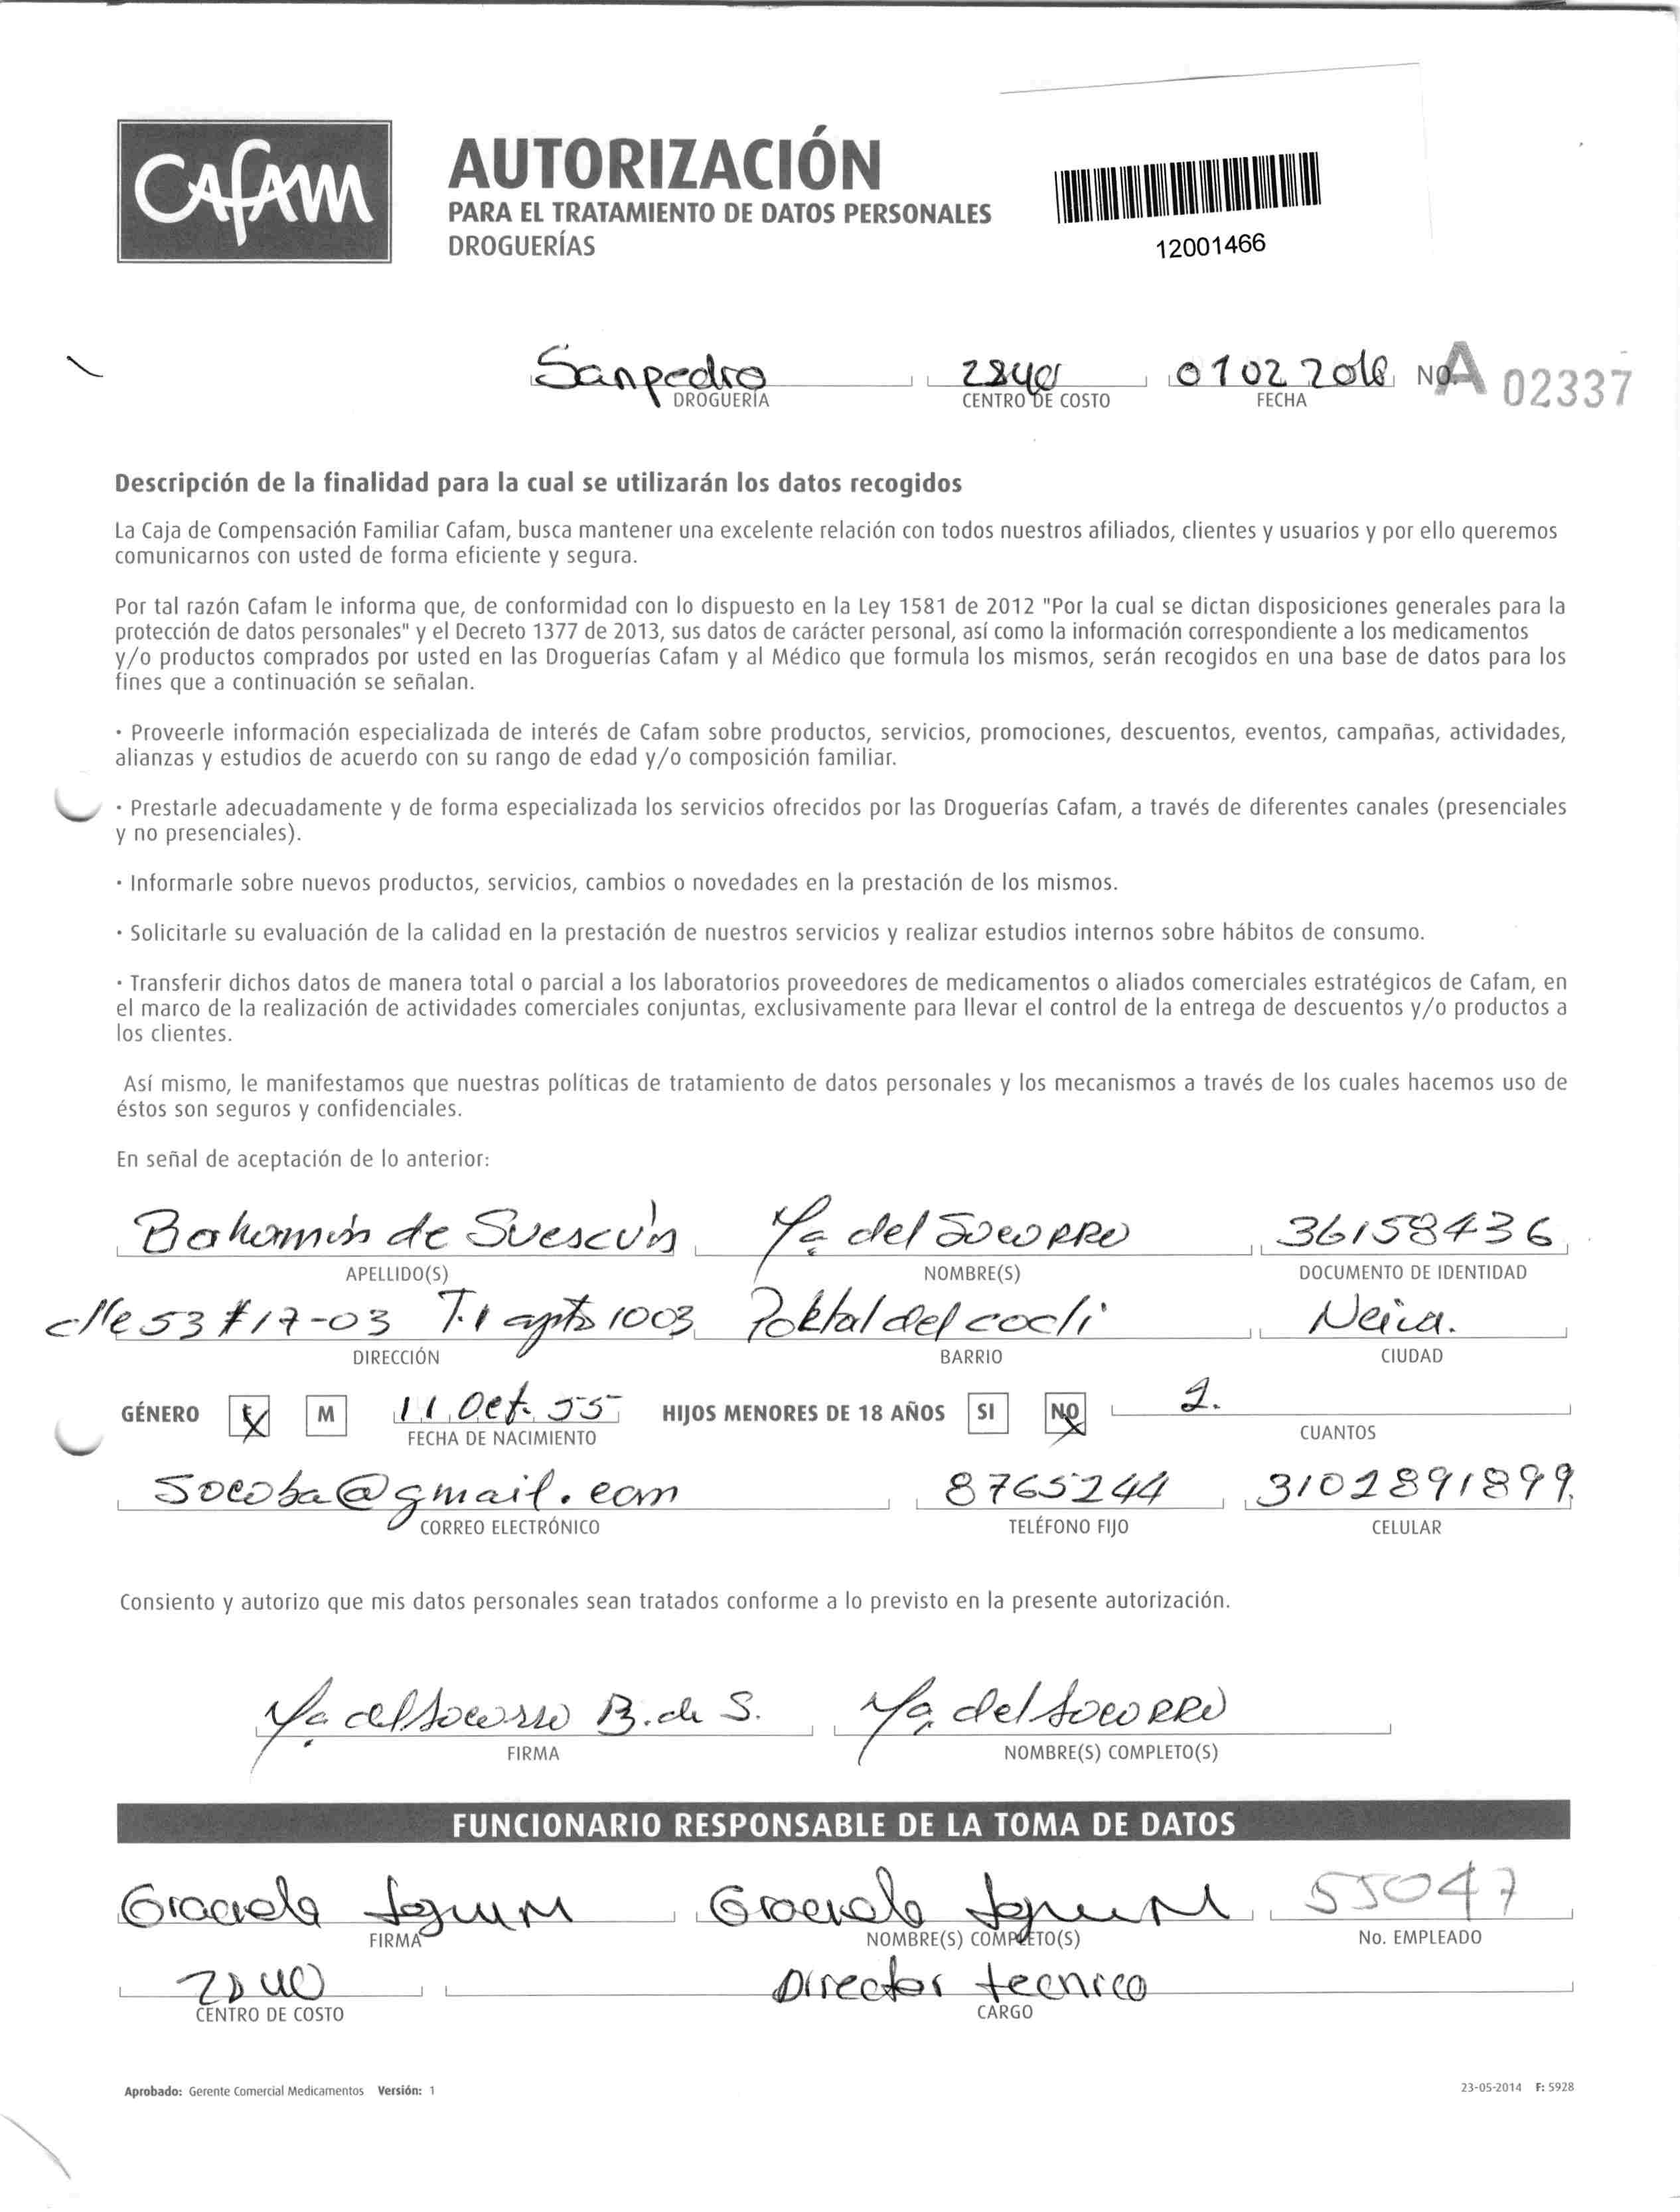 CAFAM
AUTORIZACIÓN
PARA EL TRATAMIENTO DE DATOS PERSONALES
DROGUERÍAS
12001466
Sanpedro 01 02 2018 NO. A 02337
DROGUERÍA CENTRO DE COSTO FECHA
Descripción de la finalidad para la cual se utilizarán los datos recogidos
La Caja de Compensación Familiar Cafam, busca mantener una excelente relación con todos nuestros afiliados, clientes y usuarios y por ello queremos
comunicarnos con usted de forma eficiente y segura.
Por tal razón Cafam le informa que, de conformidad con lo dispuesto en la Ley 1581 de 2012 "Por la cual se dictan disposiciones generales para la
protección de datos personales" y el Decreto 1377 de 2013, sus datos de carácter personal, así como la información correspondiente a los medicamentos
y/o productos comprados por usted en las Droguerías Cafam y al Médico que formula los mismos, serán recogidos en una base de datos para los
fines que a continuación se señalan.
· Proveerle información especializada de interés de Cafam sobre productos, servicios, promociones, descuentos, eventos, campañas, actividades,
alianzas y estudios de acuerdo con su rango de edad y/o composición familiar.
· Prestarle adecuadamente y de forma especializada los servicios ofrecidos por las Droguerías Cafam, a través de diferentes canales (presenciales
y no presenciales).
· Informarle sobre nuevos productos, servicios, cambios o novedades en la prestación de los mismos.
· Solicitarle su evaluación de la calidad en la prestación de nuestros servicios y realizar estudios internos sobre hábitos de consumo.
· Transferir dichos datos de manera total o parcial a los laboratorios proveedores de medicamentos o aliados comerciales estratégicos de Cafam, en
el marco de la realización de actividades comerciales conjuntas, exclusivamente para llevar el control de la entrega de descuentos y/o productos a
los clientes.
Así mismo, le manifestamos que nuestras políticas de tratamiento de datos personales y los mecanismos a través de los cuales hacemos uso de
éstos son seguros y confidenciales.
En señal de aceptación de lo anterior:
Bahamón de Suescún Ma del Socorro 36158436
APELLIDO(S) NOMBRE(S) DOCUMENTO DE IDENTIDAD
clle 53 # 17-03 T.1 apto 1003 Portal del cocli Neiva.
DIRECCIÓN BARRIO CIUDAD
GÉNERO F M 11 Oct. 55 HIJOS MENORES DE 18 AÑOS SI NO 2.
FECHA DE NACIMIENTO CUANTOS
socoba@gmail.com 8765244 3102891899
CORREO ELECTRÓNICO TELÉFONO FIJO CELULAR
Consiento y autorizo que mis datos personales sean tratados conforme a lo previsto en la presente autorización.
Ma del Socorro B. de S. Ma del Socorro
FIRMA NOMBRE(S) COMPLETO(S)
FUNCIONARIO RESPONSABLE DE LA TOMA DE DATOS
Graciela Graciela 55047
FIRMA NOMBRE(S) COMPLETO(S) No. EMPLEADO
Director tecnico
CENTRO DE COSTO CARGO
Aprobado: Gerente Comercial Medicamentos Versión: 1 23-05-2014 F: 5928